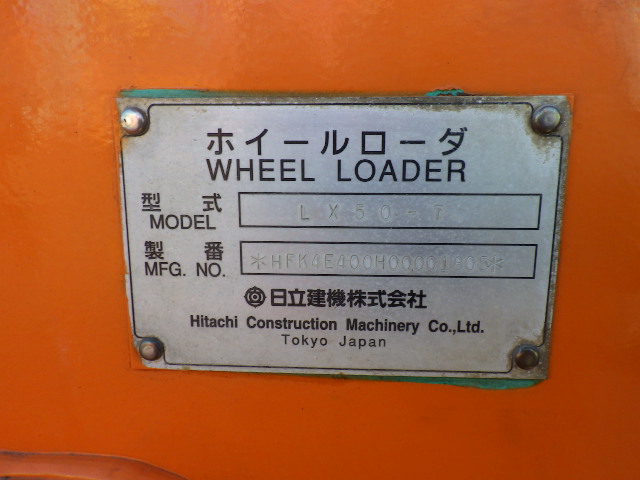 ホイールローダ
WHEEL LOADER
型式
MODEL
LX50-7
製番
MFG. NO.
日立建機株式会社
Hitachi Construction Machinery Co.,Ltd.
Tokyo Japan